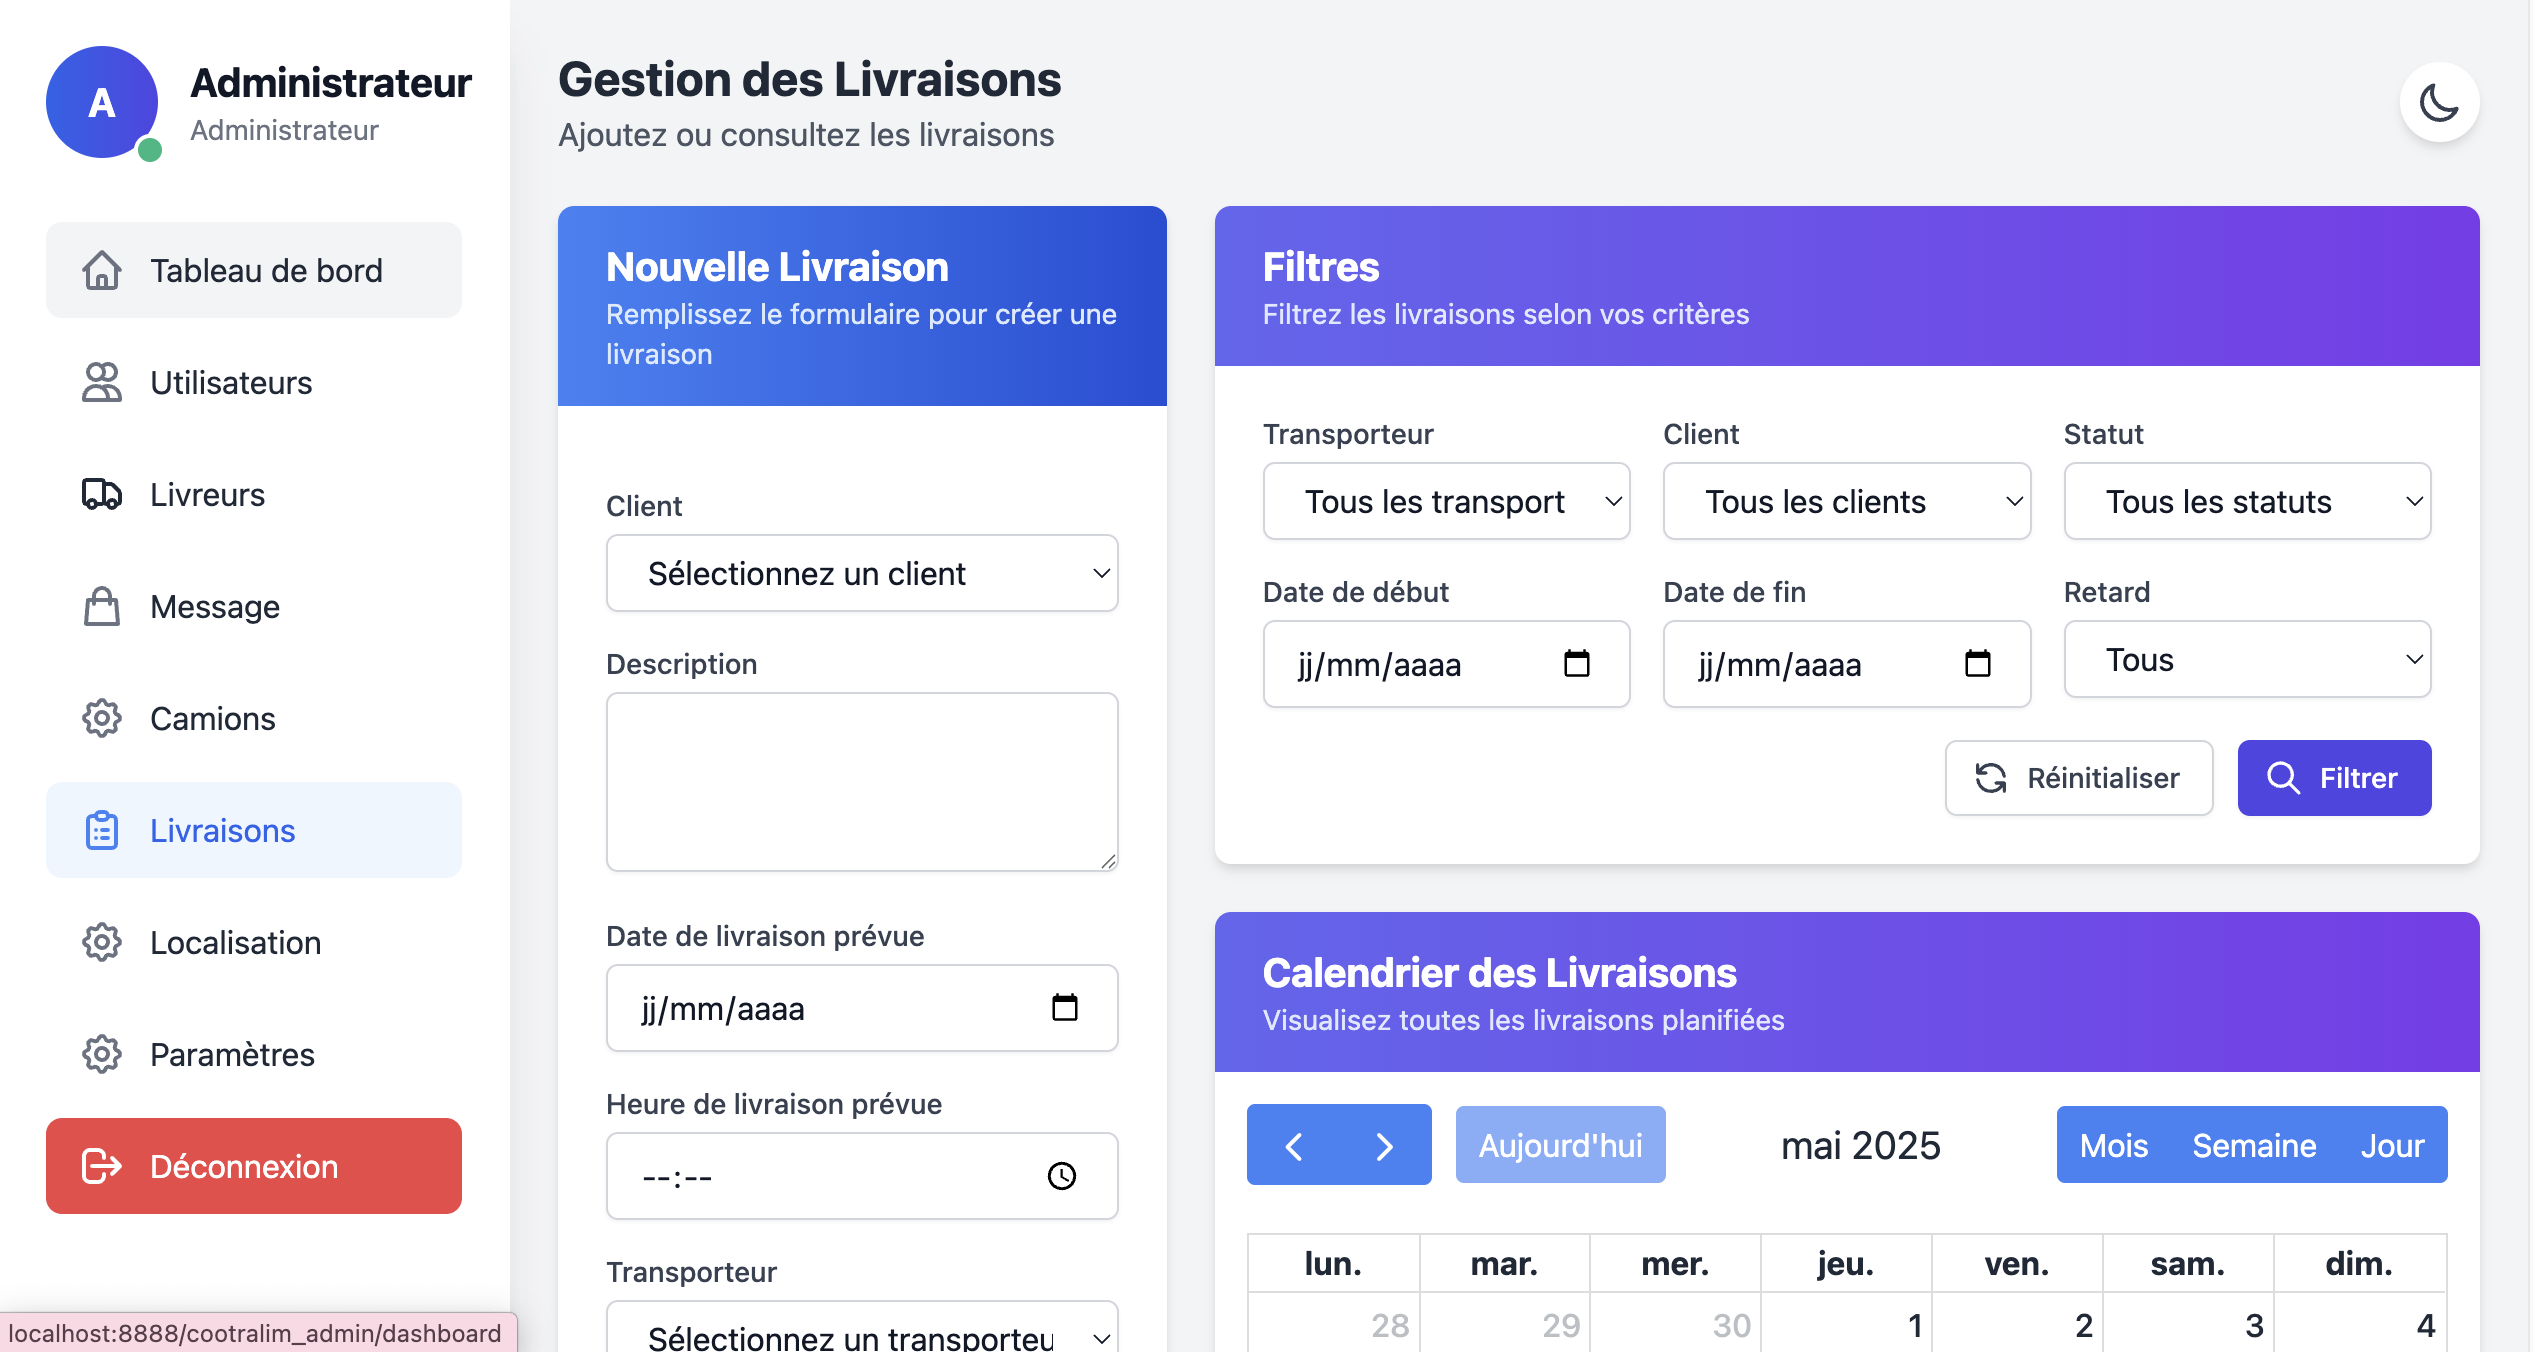 A
Administrateur
Administrateur
Tableau de bord
Utilisateurs
Livreurs
Message
Camions
Livraisons
Localisation
Paramètres
Déconnexion
localhost:8888/cootralim_admin/dashboard
Gestion des Livraisons
Ajoutez ou consultez les livraisons
Nouvelle Livraison
Remplissez le formulaire pour créer une
livraison
Client
Sélectionnez un client
Description
Date de livraison prévue
jj/mm/aaaa
Heure de livraison prévue
--:--
Transporteur
Sélectionnez un transporteu
Filtres
Filtrez les livraisons selon vos critères
Transporteur Client Statut
Tous les transport Tous les clients Tous les statuts
Date de début Date de fin Retard
jj/mm/aaaa jj/mm/aaaa Tous
Réinitialiser Filtrer
Calendrier des Livraisons
Visualisez toutes les livraisons planifiées
Aujourd'hui mai 2025 Mois Semaine Jour
lun. mar. mer. jeu. ven. sam. dim.
28 29 30 1 2 3 4